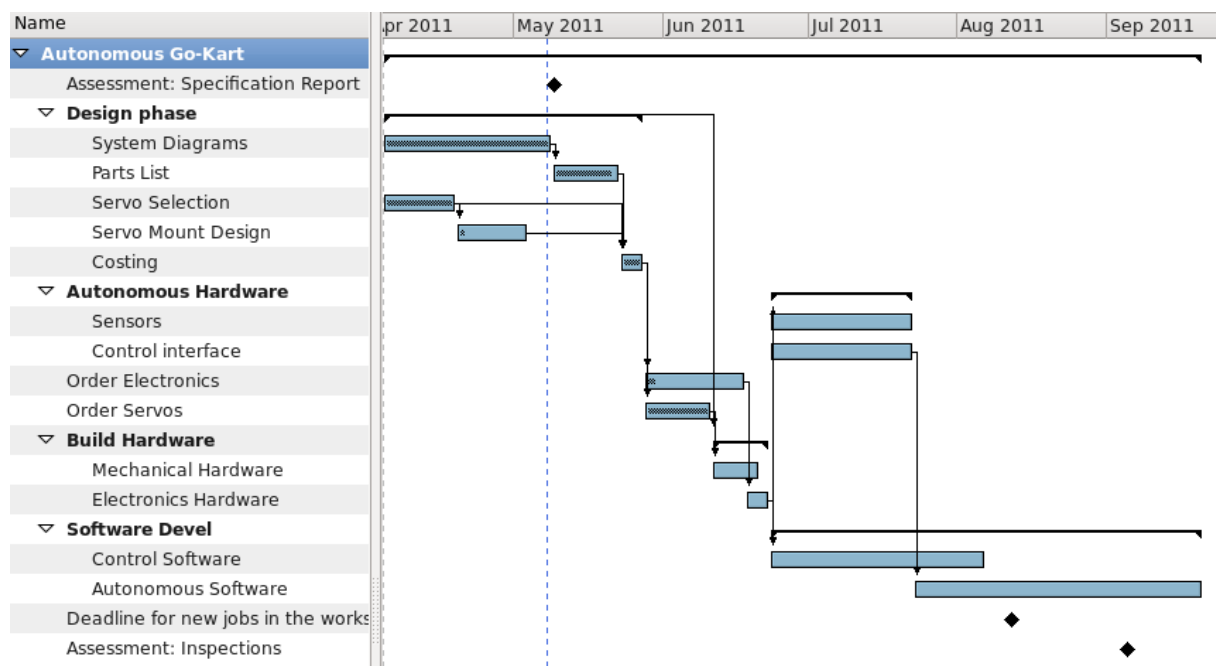 Name
pr 2011 May 2011 Jun 2011 Jul 2011 Aug 2011 Sep 2011
Autonomous Go-Kart
Assessment: Specification Report
Design phase
System Diagrams
Parts List
Servo Selection
Servo Mount Design
Costing
Autonomous Hardware
Sensors
Control interface
Order Electronics
Order Servos
Build Hardware
Mechanical Hardware
Electronics Hardware
Software Devel
Control Software
Autonomous Software
Deadline for new jobs in the works
Assessment: Inspections